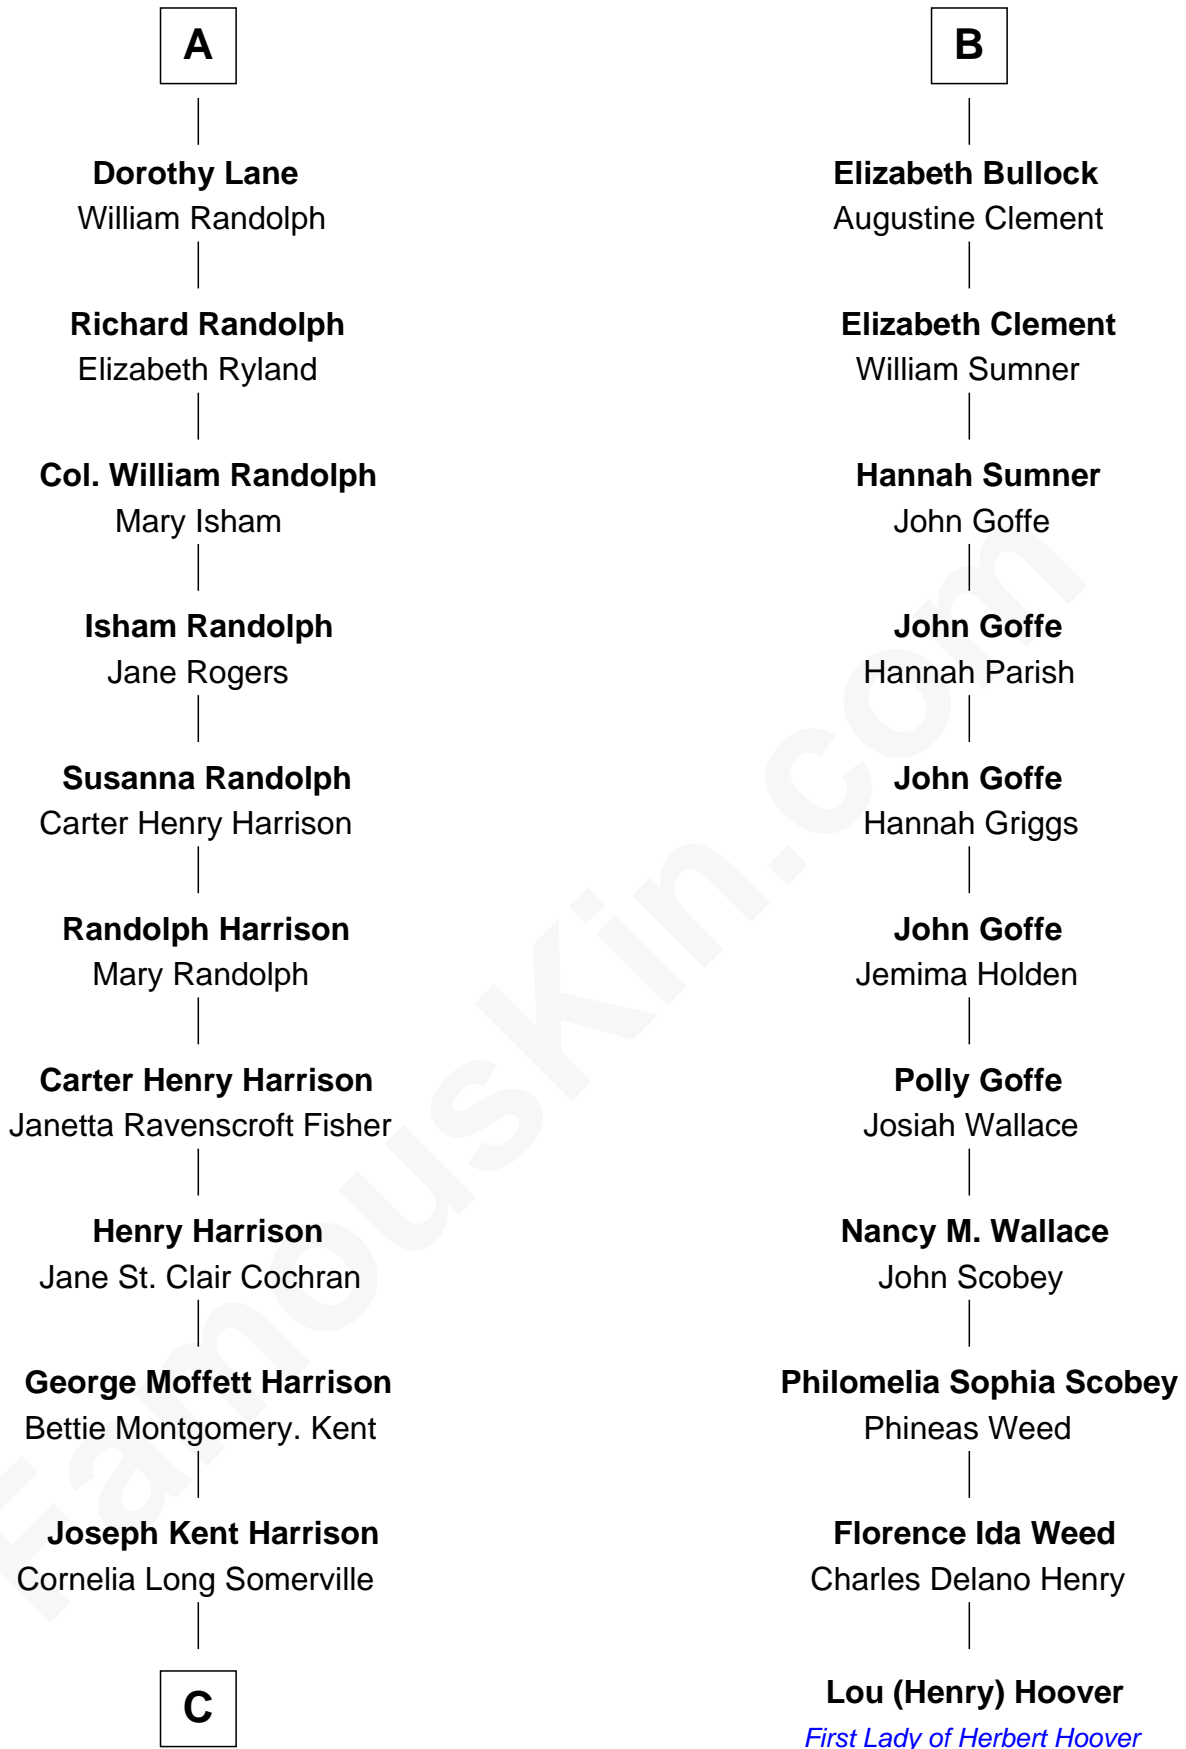 A
Dorothy Lane
William Randolph
Richard Randolph
Elizabeth Ryland
Col. William Randolph
Mary Isham
Isham Randolph
Jane Rogers
Susanna Randolph
Carter Henry Harrison
Randolph Harrison
Mary Randolph
Carter Henry Harrison
Janetta Ravenscroft Fisher
Henry Harrison
Jane St. Clair Cochran
George Moffett Harrison
Bettie Montgomery. Kent
Joseph Kent Harrison
Cornelia Long Somerville
C
B
Elizabeth Bullock
Augustine Clement
Elizabeth Clement
William Sumner
Hannah Sumner
John Goffe
John Goffe
Hannah Parish
John Goffe
Hannah Griggs
John Goffe
Jemima Holden
Polly Goffe
Josiah Wallace
Nancy M. Wallace
John Scobey
Philomelia Sophia Scobey
Phineas Weed
Florence Ida Weed
Charles Delano Henry
Lou (Henry) Hoover
First Lady of Herbert Hoover
FamousKin.com